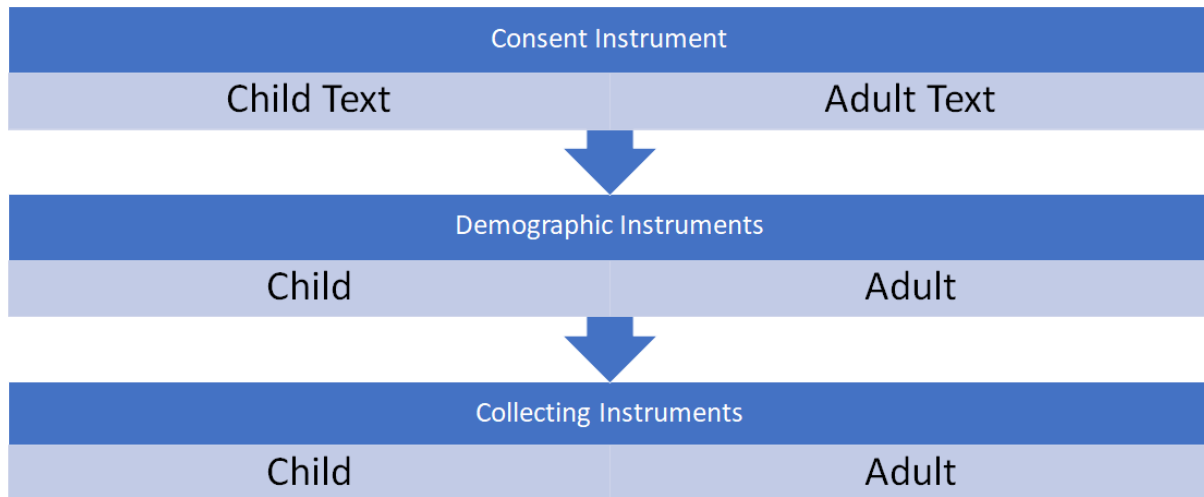 Consent Instrument
Child Text Adult Text
Demographic Instruments
Child Adult
Collecting Instruments
Child Adult